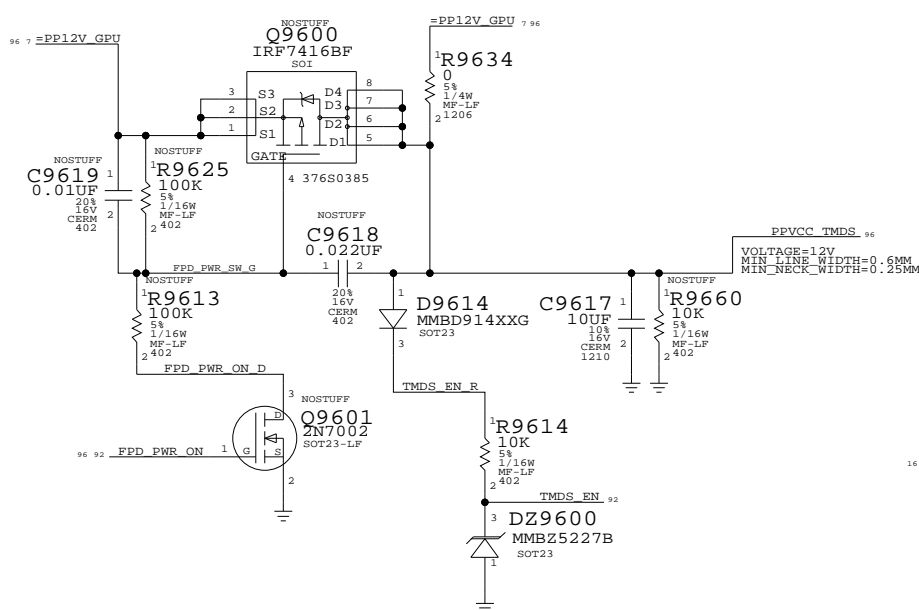 NOSTUFF
Q9600
IRF7416BF
SOI
=PP12V_GPU 7 96
96 7 =PP12V_GPU
1 R9634
0
5%
1/4W
MF-LF
2 1206
3 S3
2 S2
1 S1
D4 8
D3 7
D2 6
D1 5
GATE
4 376S0385
NOSTUFF
C9619 1
0.01UF
20%
16V 2
CERM
402
NOSTUFF
1 R9625
100K
5%
1/16W
MF-LF
2 402
NOSTUFF
C9618
0.022UF
1 2
20%
16V
CERM
402
FPD_PWR_SW_G
PPVCC_TMDS 96
VOLTAGE=12V
MIN_LINE_WIDTH=0.6MM
MIN_NECK_WIDTH=0.25MM
NOSTUFF
1 R9613
100K
5%
1/16W
MF-LF
2 402
1 D9614
MMBD914XXG
SOT23
3
C9617 1
10UF
10%
16V 2
CERM
1210
NOSTUFF
1 R9660
10K
5%
1/16W
MF-LF
2 402
FPD_PWR_ON_D
TMDS_EN_R
3 NOSTUFF
Q9601
2N7002
SOT23-LF
D
G
S
96 92 FPD_PWR_ON 1
2
1 R9614
10K
5%
1/16W
MF-LF
2 402
16
TMDS_EN 92
3 DZ9600
MMBZ5227B
SOT23
1